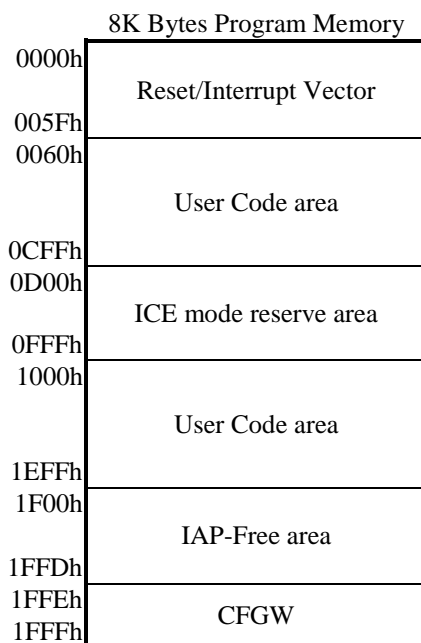 8K Bytes Program Memory
0000h
Reset/Interrupt Vector
005Fh
0060h
User Code area
0CFFh
0D00h
ICE mode reserve area
0FFFh
1000h
User Code area
1EFFh
1F00h
IAP-Free area
1FFDh
1FFEh
CFGW
1FFFh